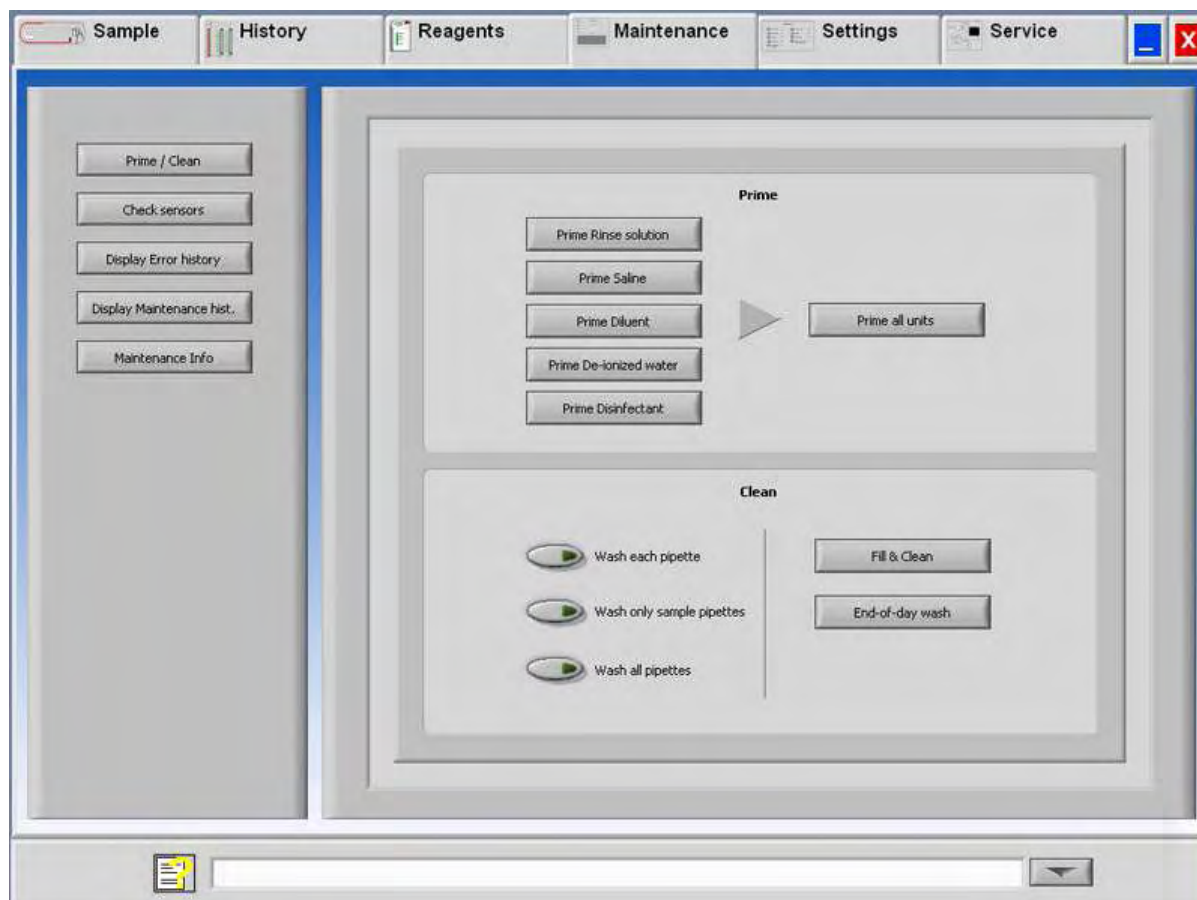 Sample
History
Reagents
Maintenance
Settings
Service
Prime / Clean
Check sensors
Display Error history
Display Maintenance hist.
Maintenance Info
Prime
Prime Rinse solution
Prime Saline
Prime Diluent
Prime De-ionized water
Prime Disinfectant
Prime all units
Clean
Wash each pipette
Wash only sample pipettes
Wash all pipettes
Fill & Clean
End-of-day wash